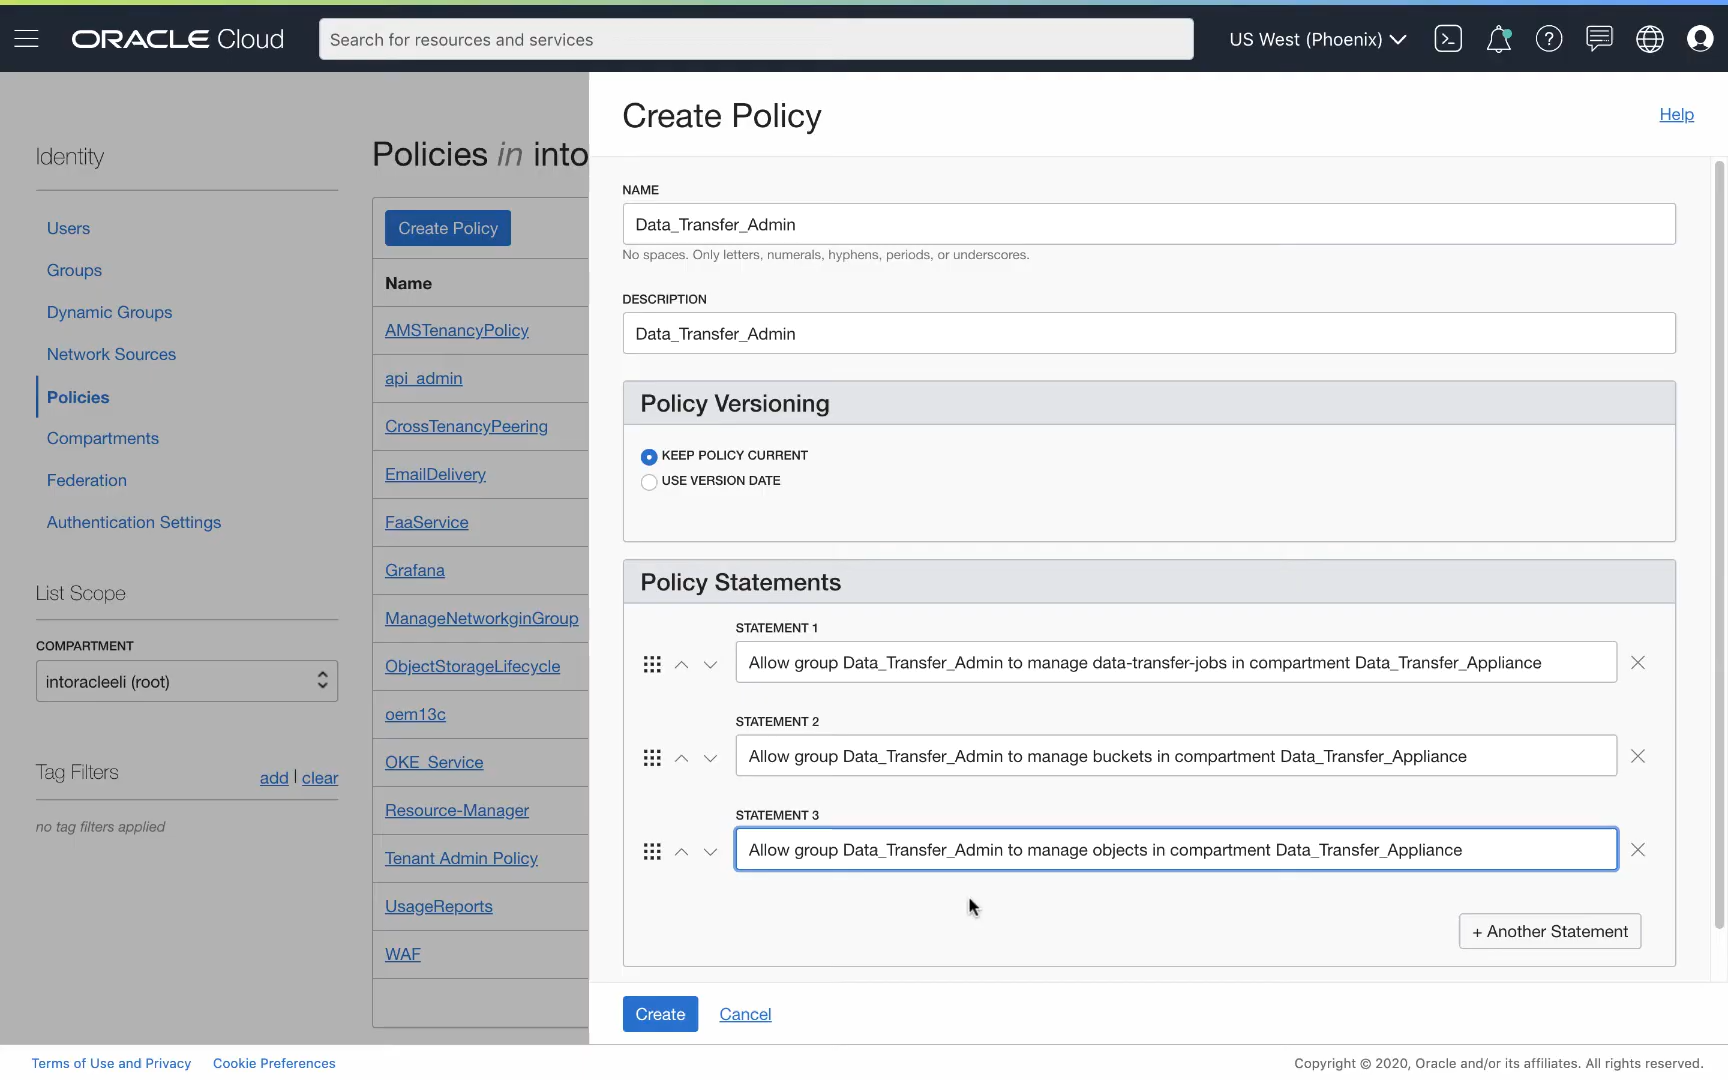 ORACLE Cloud
Search for resources and services
US West (Phoenix)
Identity
Users
Groups
Dynamic Groups
Network Sources
Policies
Compartments
Federation
Authentication Settings
List Scope
COMPARTMENT
intoracleeli (root)
Tag Filters
add | clear
no tag filters applied
Policies in into
Create Policy
Name
AMSTenancyPolicy
api_admin
CrossTenancyPeering
EmailDelivery
FaaService
Grafana
ManageNetworkginGroup
ObjectStorageLifecycle
oem13c
OKE_Service
Resource-Manager
Tenant Admin Policy
UsageReports
WAF
Create Policy
Help
NAME
Data_Transfer_Admin
No spaces. Only letters, numerals, hyphens, periods, or underscores.
DESCRIPTION
Data_Transfer_Admin
Policy Versioning
KEEP POLICY CURRENT
USE VERSION DATE
Policy Statements
STATEMENT 1
Allow group Data_Transfer_Admin to manage data-transfer-jobs in compartment Data_Transfer_Appliance
STATEMENT 2
Allow group Data_Transfer_Admin to manage buckets in compartment Data_Transfer_Appliance
STATEMENT 3
Allow group Data_Transfer_Admin to manage objects in compartment Data_Transfer_Appliance
+ Another Statement
Create
Cancel
Terms of Use and Privacy
Cookie Preferences
Copyright © 2020, Oracle and/or its affiliates. All rights reserved.